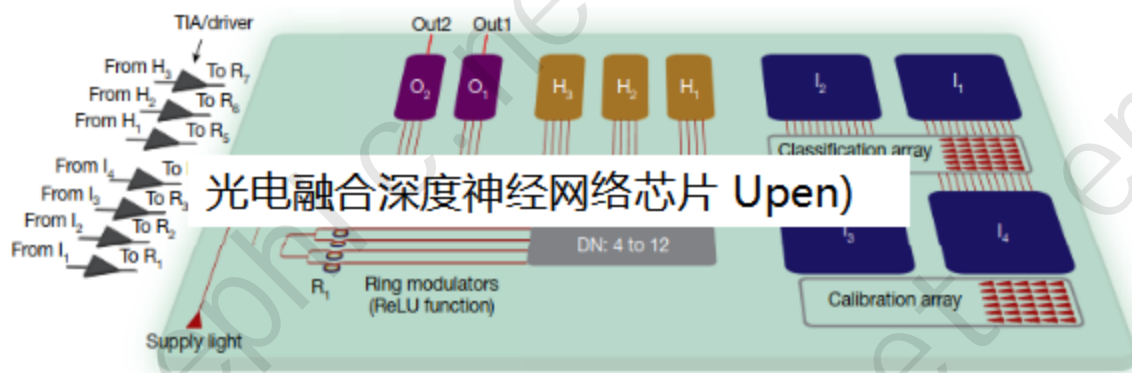 TIA/driver
Out2 Out1
From H3 To R7
From H2 To R6
From H1 To R5
From I4 To
From I3 To R3
From I2 To R2
From I1 To R1
O2 O1 H3 H2 H1 I2 I1
Classification array
光电融合深度神经网络芯片 Upen)
I3 I4
DN: 4 to 12
R1
Ring modulators
(ReLU function)
Calibration array
Supply light